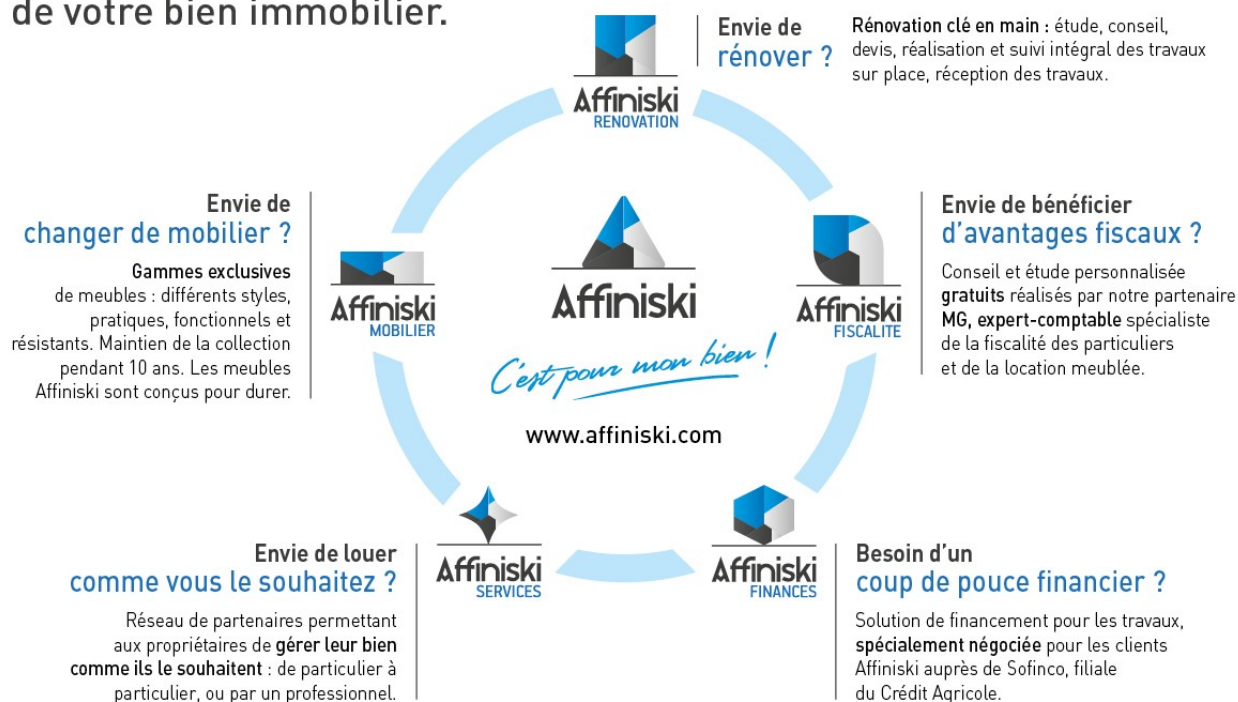 de votre bien immobilier.
Envie de
rénover ?
Rénovation clé en main : étude, conseil,
devis, réalisation et suivi intégral des travaux
sur place, réception des travaux.
Affiniski
RENOVATION
Envie de
changer de mobilier ?
Gammes exclusives
de meubles : différents styles,
pratiques, fonctionnels et
résistants. Maintien de la collection
pendant 10 ans. Les meubles
Affiniski sont conçus pour durer.
Affiniski
MOBILIER
Affiniski
C'est pour mon bien !
www.affiniski.com
Affiniski
FISCALITE
Envie de bénéficier
d'avantages fiscaux ?
Conseil et étude personnalisée
gratuits réalisés par notre partenaire
MG, expert-comptable spécialiste
de la fiscalité des particuliers
et de la location meublée.
Envie de louer
comme vous le souhaitez ?
Réseau de partenaires permettant
aux propriétaires de gérer leur bien
comme ils le souhaitent : de particulier à
particulier, ou par un professionnel.
Affiniski
SERVICES
Affiniski
FINANCES
Besoin d'un
coup de pouce financier ?
Solution de financement pour les travaux,
spécialement négociée pour les clients
Affiniski auprès de Sofinco, filiale
du Crédit Agricole.